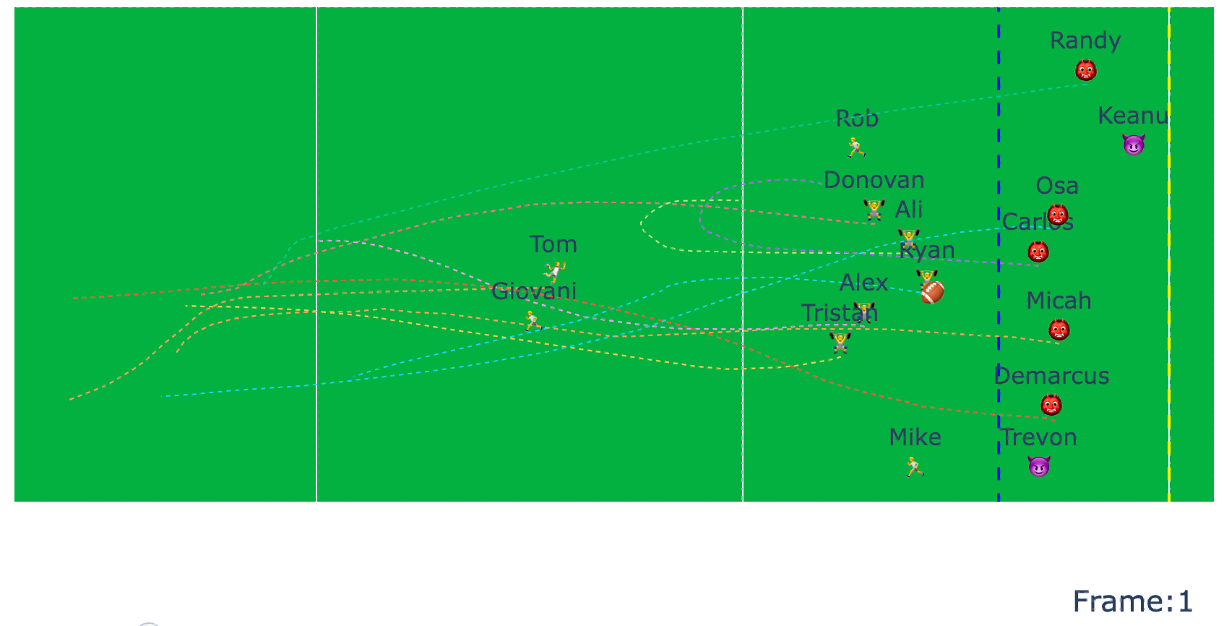 Randy
Keanu
Rob
Donovan
Osa
Ali
Carlos
Tom
Ryan
Giovani
Alex
Micah
Tristan
Demarcus
Mike
Trevon
Frame:1